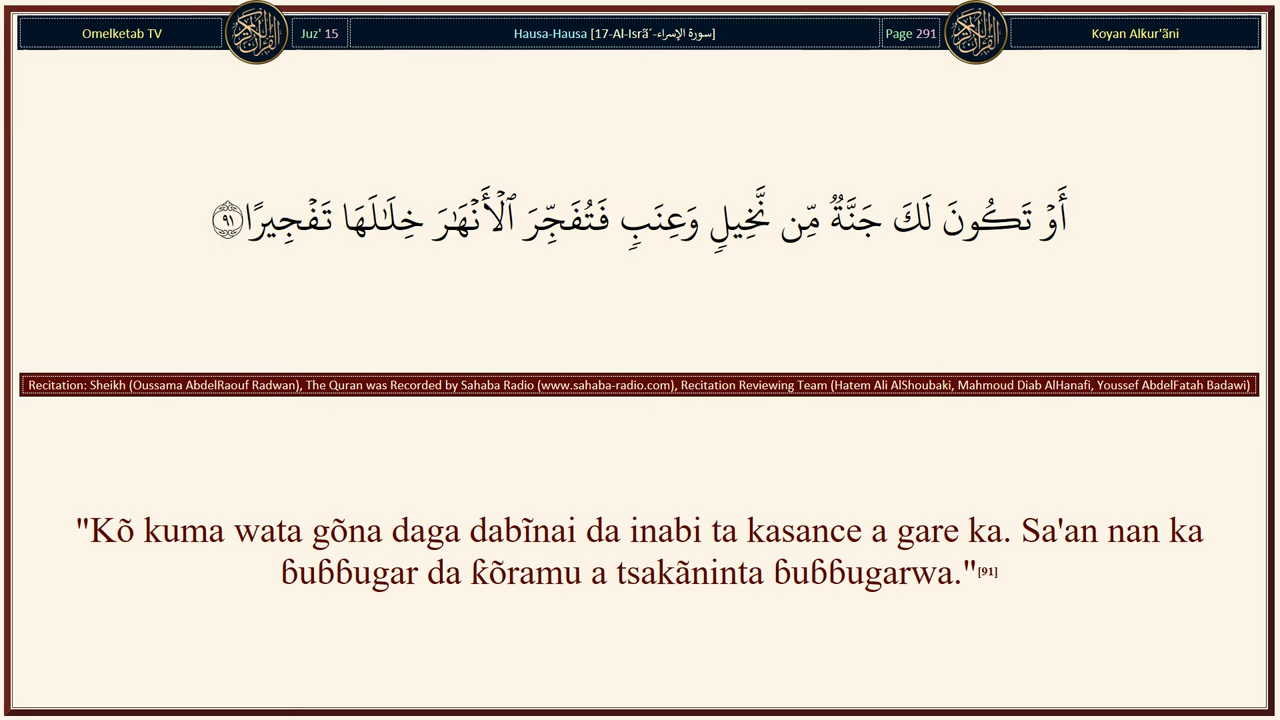 Omelketab TV
Juz' 15
Hausa-Hausa [17-Al-Isrã´-سورة الإسراء]
Page 291
Koyan Alƙur'ãni
أَوۡ تَكُونَ لَكَ جَنَّةٞ مِّن نَّخِيلٖ وَعِنَبٖ فَتُفَجِّرَ ٱلۡأَنۡهَٰرَ خِلَٰلَهَا تَفۡجِيرًا ٩١
Recitation: Sheikh (Oussama AbdelRaouf Radwan), The Quran was Recorded by Sahaba Radio (www.sahaba-radio.com), Recitation Reviewing Team (Hatem Ali AlShoubaki, Mahmoud Diab AlHanafi, Youssef AbdelFatah Badawi)
"Kõ kuma wata gõna daga dabĩnai da inabi ta kasance a gare ka. Sa'an nan ka
ɓuɓɓugar da ƙõramu a tsakãninta ɓuɓɓugarwa."[91]